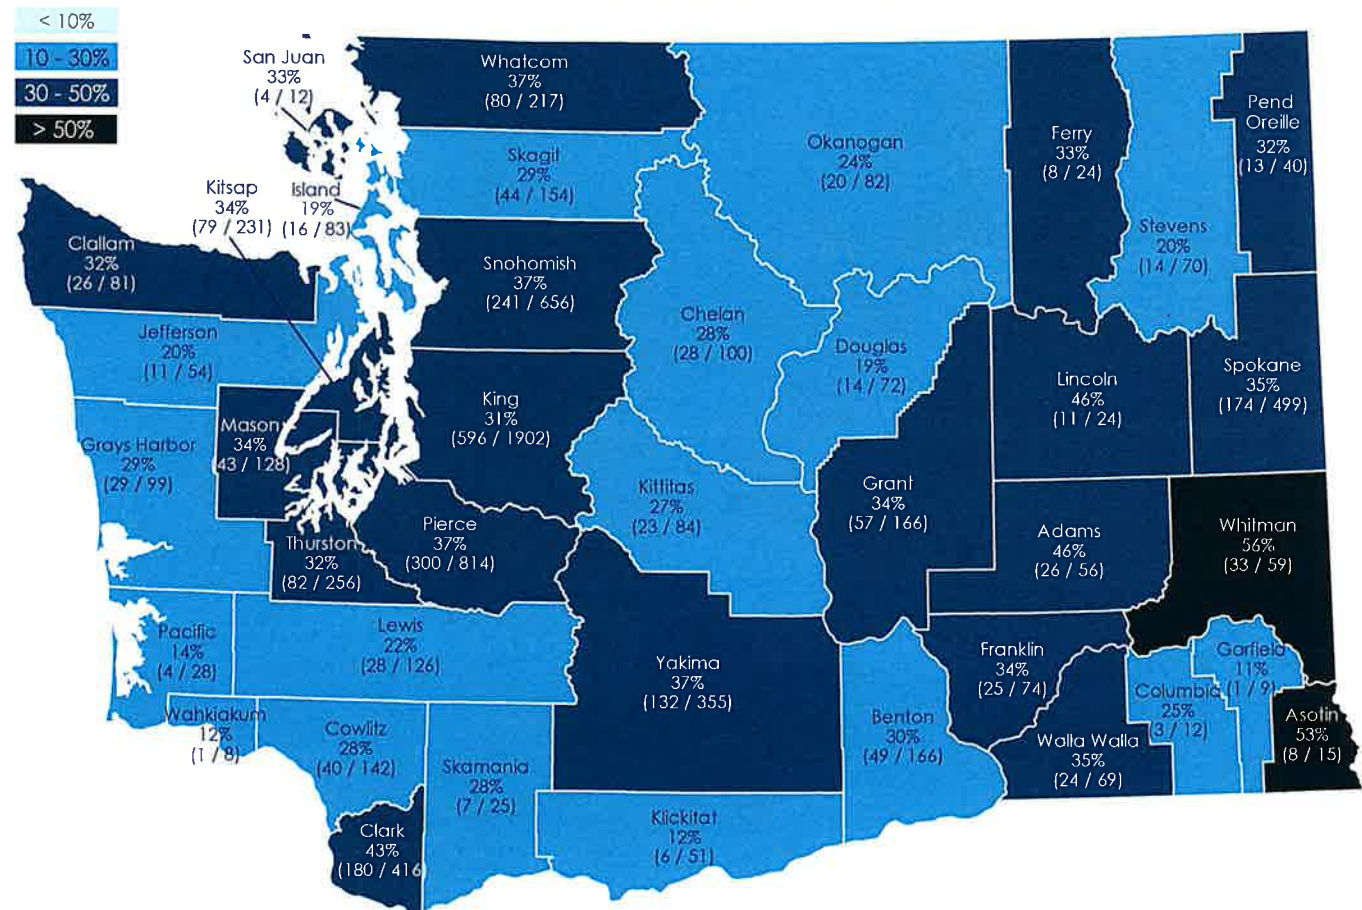 < 10%
10 - 30%
30 - 50%
> 50%
San Juan
33%
(4 / 12)
Whatcom
37%
(80 / 217)
Skagit
29%
(44 / 154)
Okanogan
24%
(20 / 82)
Ferry
33%
(8 / 24)
Stevens
20%
(14 / 70)
Pend
Oreille
32%
(13 / 40)
Kitsap
34%
(79 / 231)
Island
19%
(16 / 83)
Clallam
32%
(26 / 81)
Snohomish
37%
(241 / 656)
Chelan
28%
(28 / 100)
Jefferson
20%
(11 / 54)
Douglas
19%
(14 / 72)
Lincoln
46%
(11 / 24)
Spokane
35%
(174 / 499)
King
31%
(596 / 1902)
Mason
34%
(43 / 128)
Grays Harbor
29%
(29 / 99)
Kittitas
27%
(23 / 84)
Grant
34%
(57 / 166)
Adams
46%
(26 / 56)
Whitman
56%
(33 / 59)
Pierce
37%
(300 / 814)
Thurston
32%
(82 / 256)
Pacific
14%
(4 / 28)
Lewis
22%
(28 / 126)
Yakima
37%
(132 / 355)
Franklin
34%
(25 / 74)
Garfield
11%
(1 / 9)
Columbia
25%
(3 / 12)
Asotin
53%
(8 / 15)
Wahkiakum
12%
(1 / 8)
Cowlitz
28%
(40 / 142)
Skamania
28%
(7 / 25)
Benton
30%
(49 / 166)
Walla Walla
35%
(24 / 69)
Klickitat
12%
(6 / 51)
Clark
43%
(180 / 416